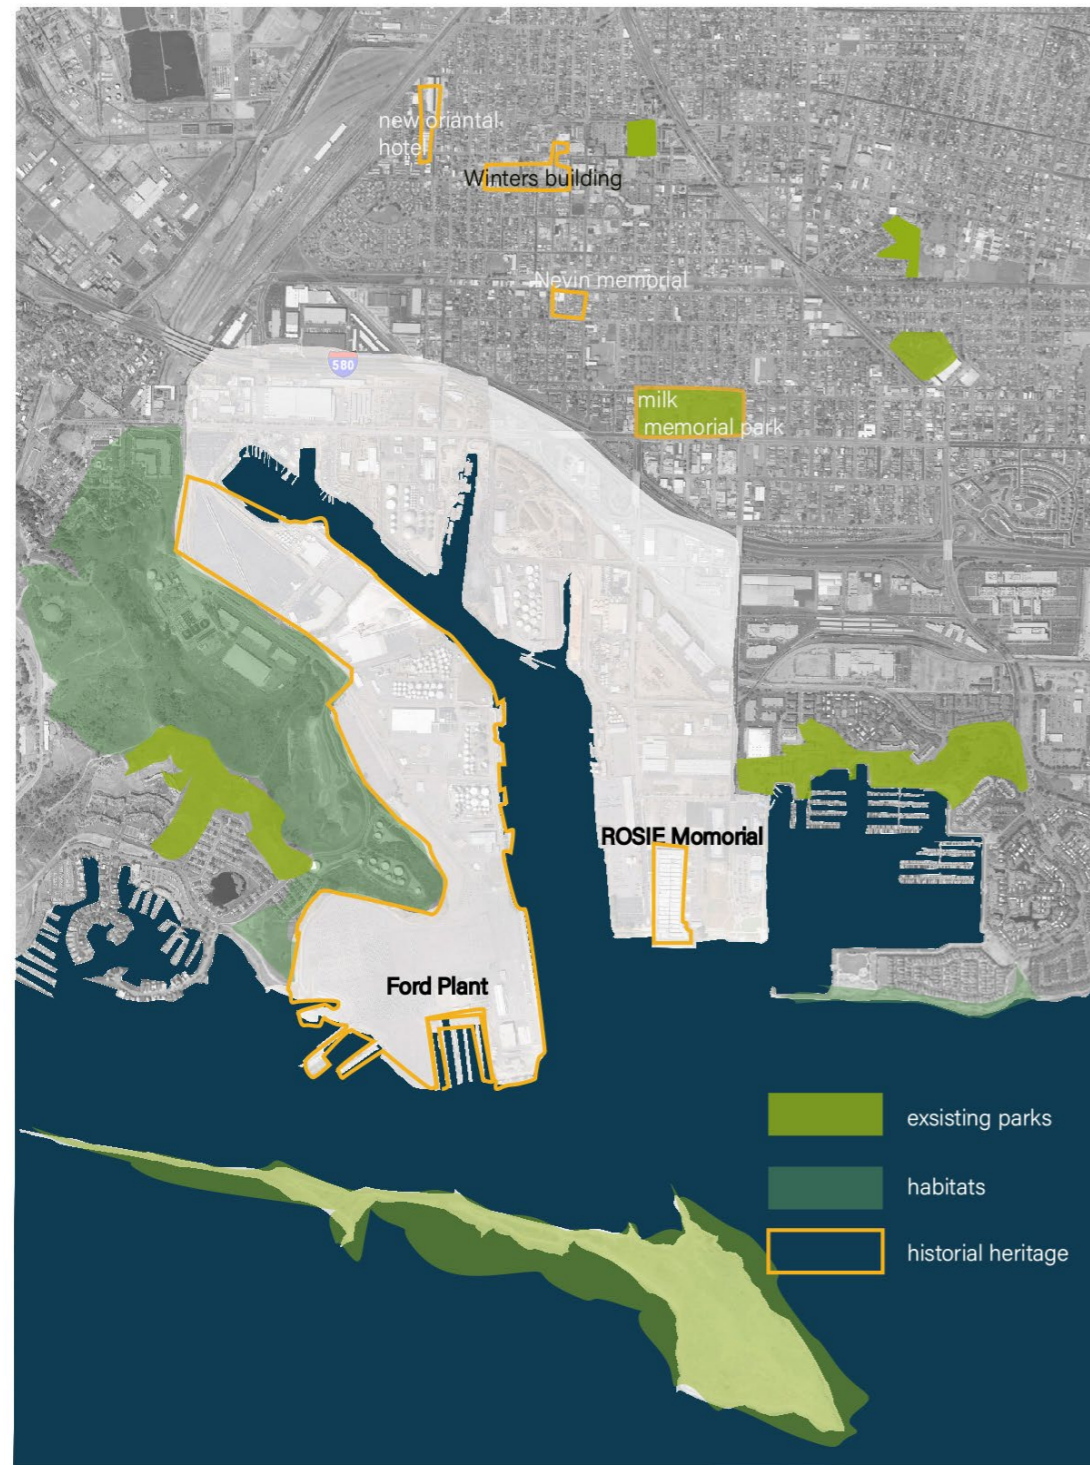 new oriantal
hotel
Winters building
Nevin memorial
580
milk
memorial park
ROSIE Momorial
Ford Plant
exsisting parks
habitats
historial heritage